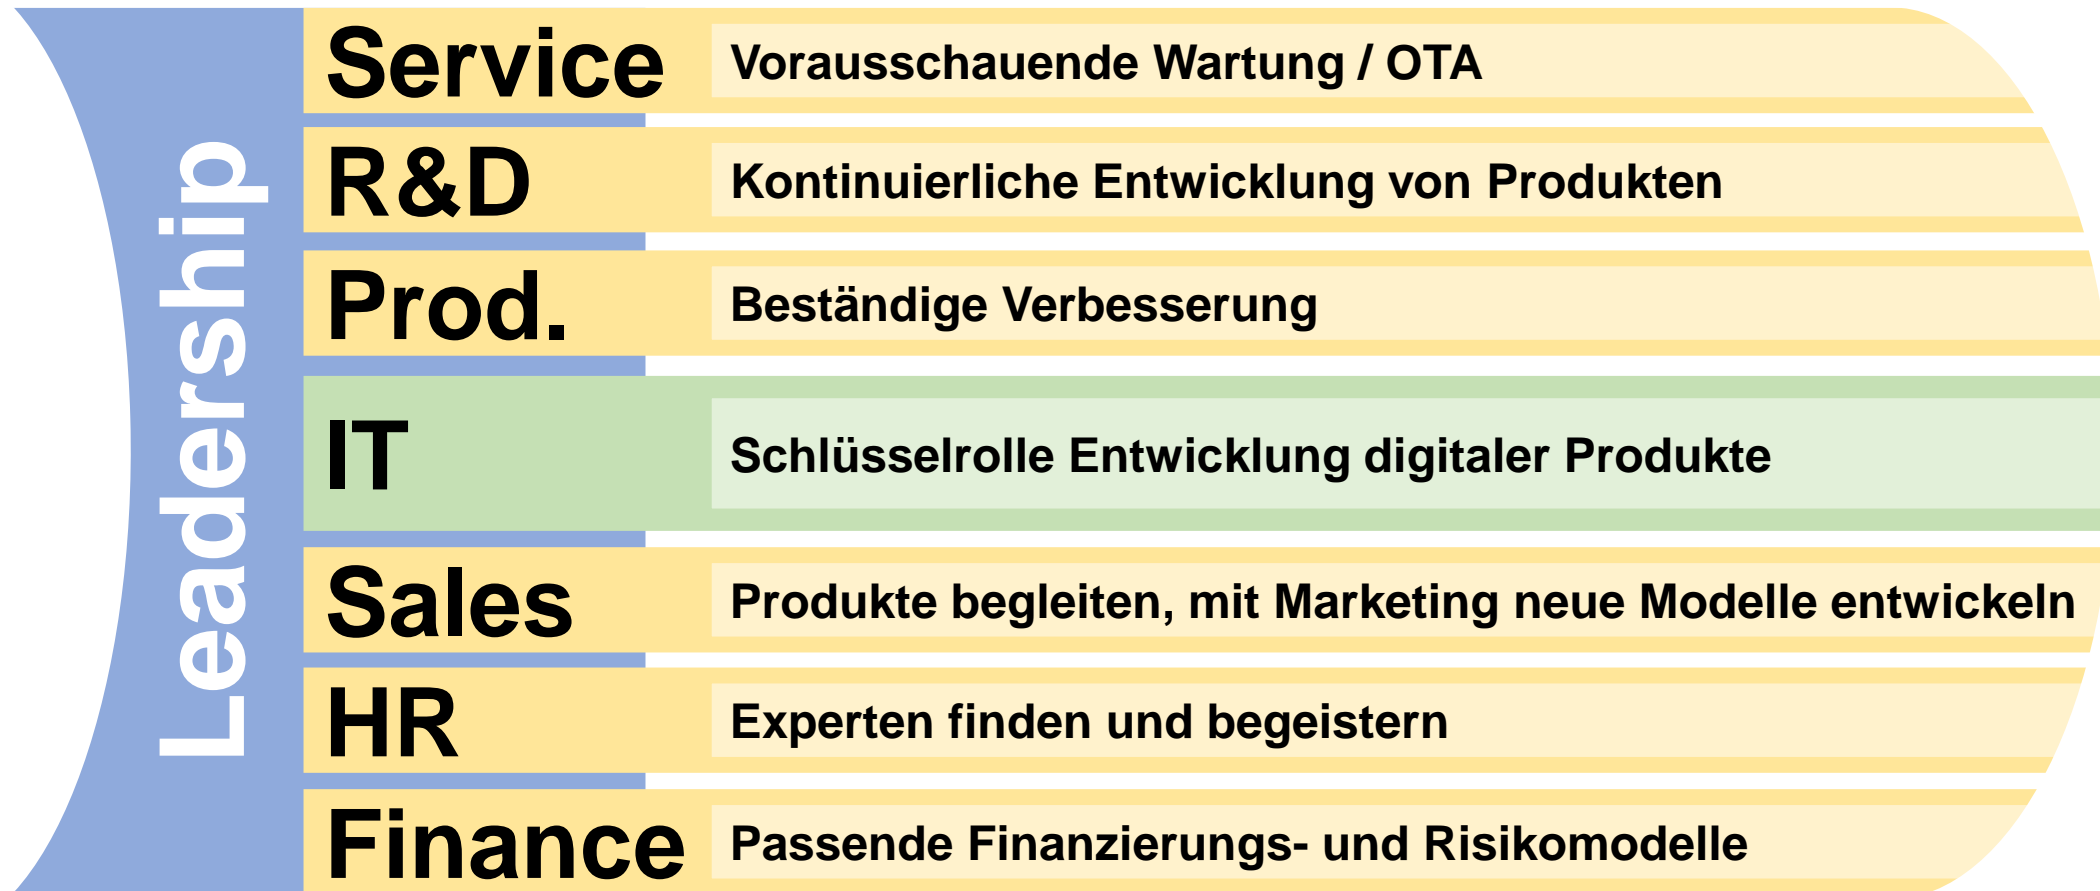 Leadership
Service
Vorausschauende Wartung / OTA
R&D
Kontinuierliche Entwicklung von Produkten
Prod.
Beständige Verbesserung
IT
Schlüsselrolle Entwicklung digitaler Produkte
Sales
Produkte begleiten, mit Marketing neue Modelle entwickeln
HR
Experten finden und begeistern
Finance
Passende Finanzierungs- und Risikomodelle